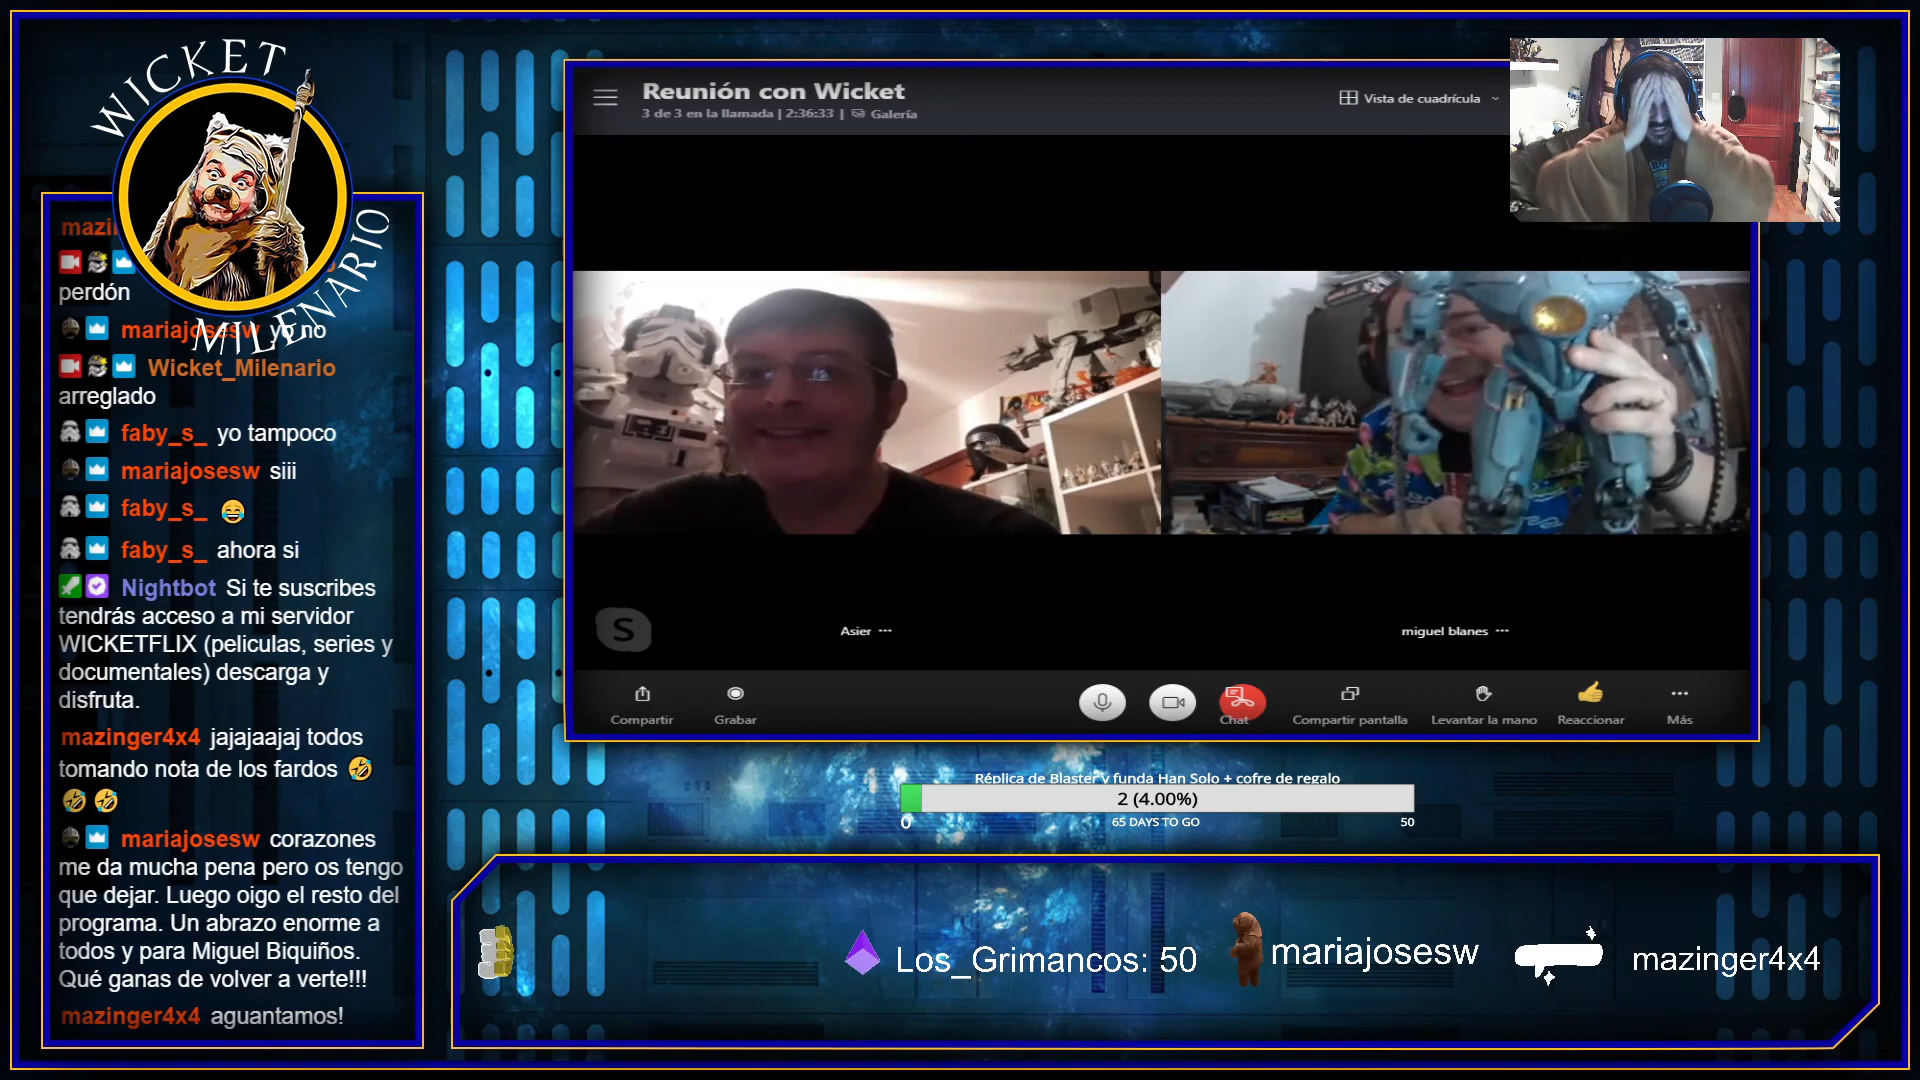 WICKET
MILENARIO
perdón
mariajosesw yo no
Wicket_Milenario
arreglado
faby_s_ yo tampoco
mariajosesw siii
faby_s_ 😂
faby_s_ ahora si
Nightbot Si te suscribes
tendrás acceso a mi servidor
WICKETFLIX (peliculas, series y
documentales) descarga y
disfruta.
mazinger4x4 jajajaajaj todos
tomando nota de los fardos 🤣
🤣 🤣
mariajosesw corazones
me da mucha pena pero os tengo
que dejar. Luego oigo el resto del
programa. Un abrazo enorme a
todos y para Miguel Biquiños.
Qué ganas de volver a verte!!!
mazinger4x4 aguantamos!
Reunión con Wicket
3 de 3 en la llamada | 2:36:33 | Galería
Vista de cuadrícula
S
Asier ···
miguel blanes ···
Compartir
Grabar
Chat
Compartir pantalla
Levantar la mano
Reaccionar
Más
Réplica de Blaster y funda Han Solo + cofre de regalo
2 (4.00%)
0
65 DAYS TO GO
50
Los_Grimancos: 50
mariajosesw
mazinger4x4